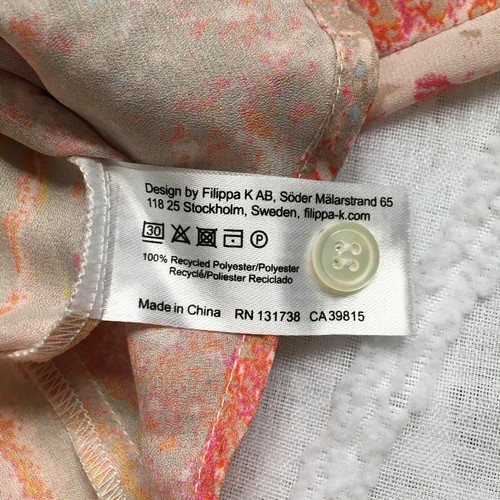 Design by Filippa K AB, Söder Mälarstrand 65
118 25 Stockholm, Sweden, filippa-k.com
30 P
100% Recycled Polyester/Polyester
Recyclé/Poliester Reciclado
Made in China RN 131738 CA 39815